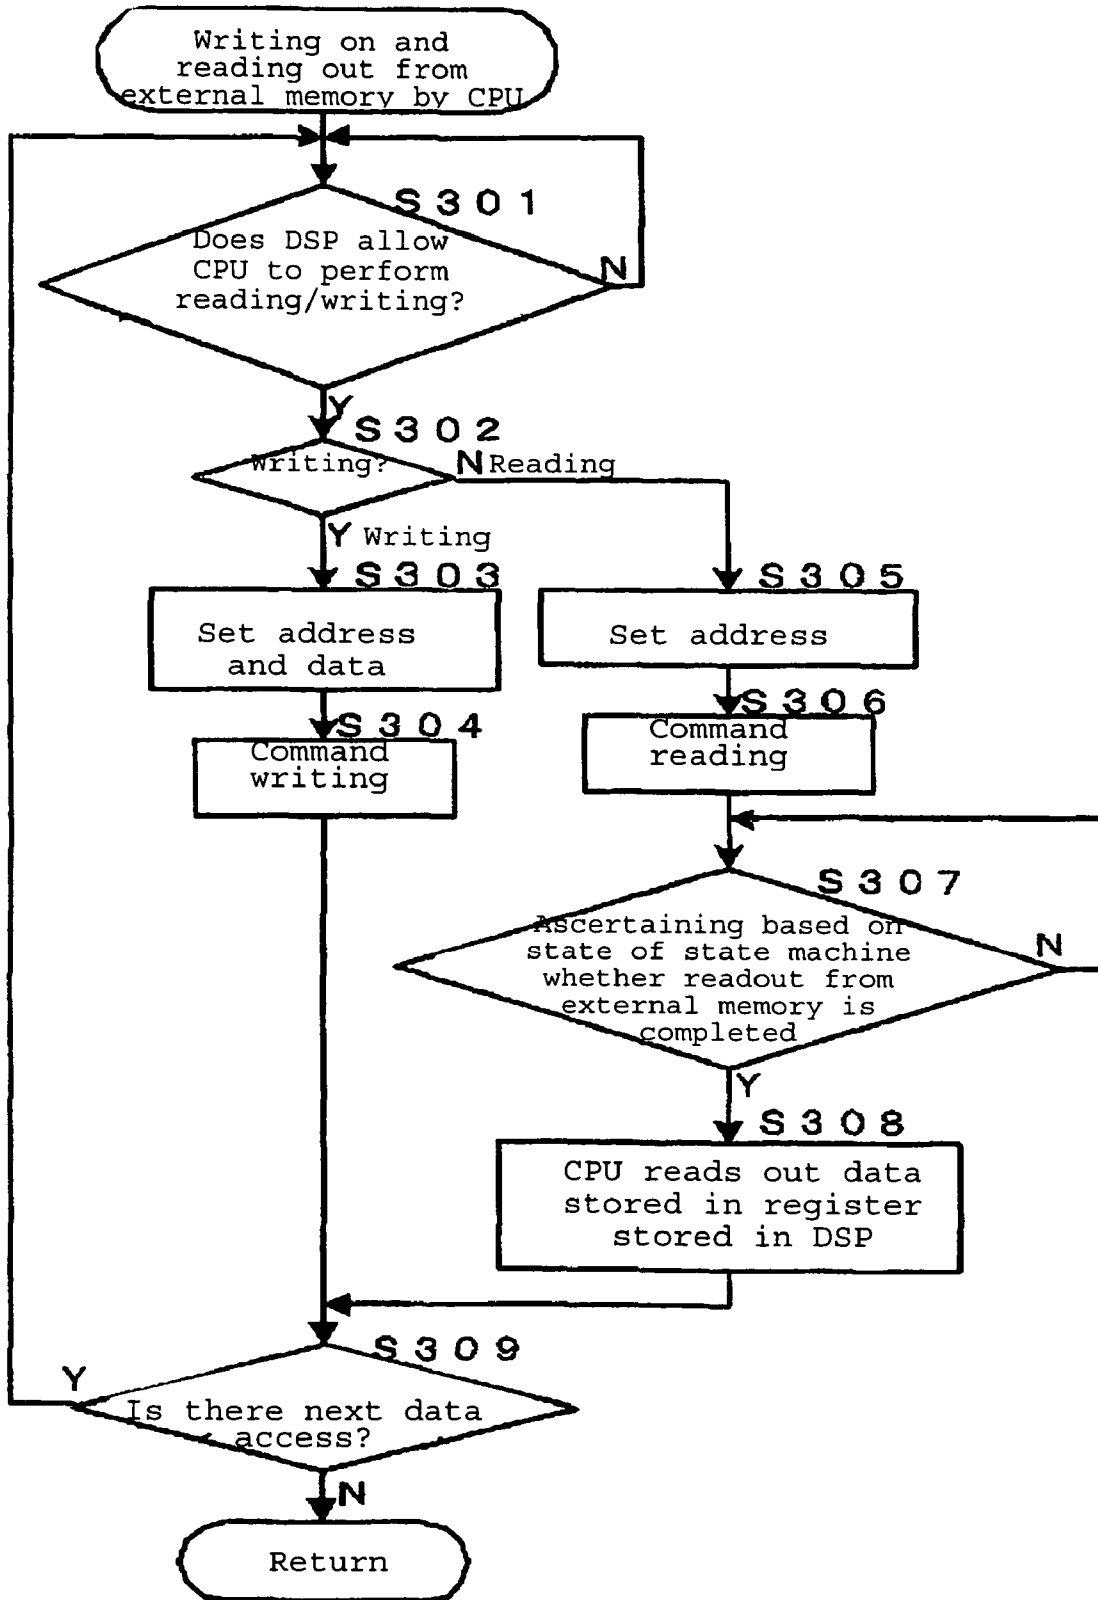 Writing on and
reading out from
external memory by CPU
S301
Does DSP allow
CPU to perform
reading/writing?
N
Y
S302
Writing?
N Reading
Y Writing
S303
Set address
and data
S304
Command
writing
S305
Set address
S306
Command
reading
S307
Ascertaining based on
state of state machine
whether readout from
external memory is
completed
N
Y
S308
CPU reads out data
stored in register
stored in DSP
S309
Y
Is there next data
access?
N
Return